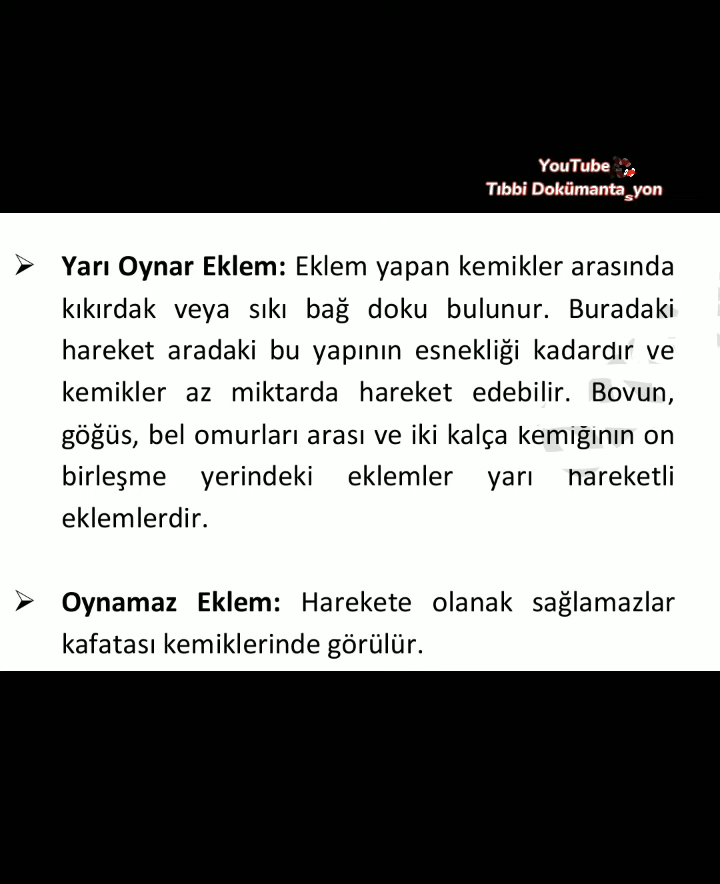 YouTube
Tıbbi Dokümanta_syon
➤ Yarı Oynar Eklem: Eklem yapan kemikler arasında
kıkırdak veya sıkı bağ doku bulunur. Buradaki
hareket aradaki bu yapının esnekliği kadardır ve
kemikler az miktarda hareket edebilir. Boyun,
göğüs, bel omurları arası ve iki kalça kemiğinin ön
birleşme yerindeki eklemler yarı hareketli
eklemlerdir.
➤ Oynamaz Eklem: Harekete olanak sağlamazlar
kafatası kemiklerinde görülür.